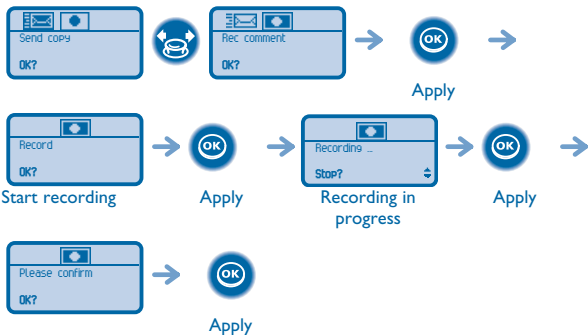 Send copy
OK?
Rec comment
OK?
OK
Apply
Record
OK?
Start recording
OK
Apply
Recording ...
Stop?
Recording in
progress
OK
Apply
Please confirm
OK?
OK
Apply